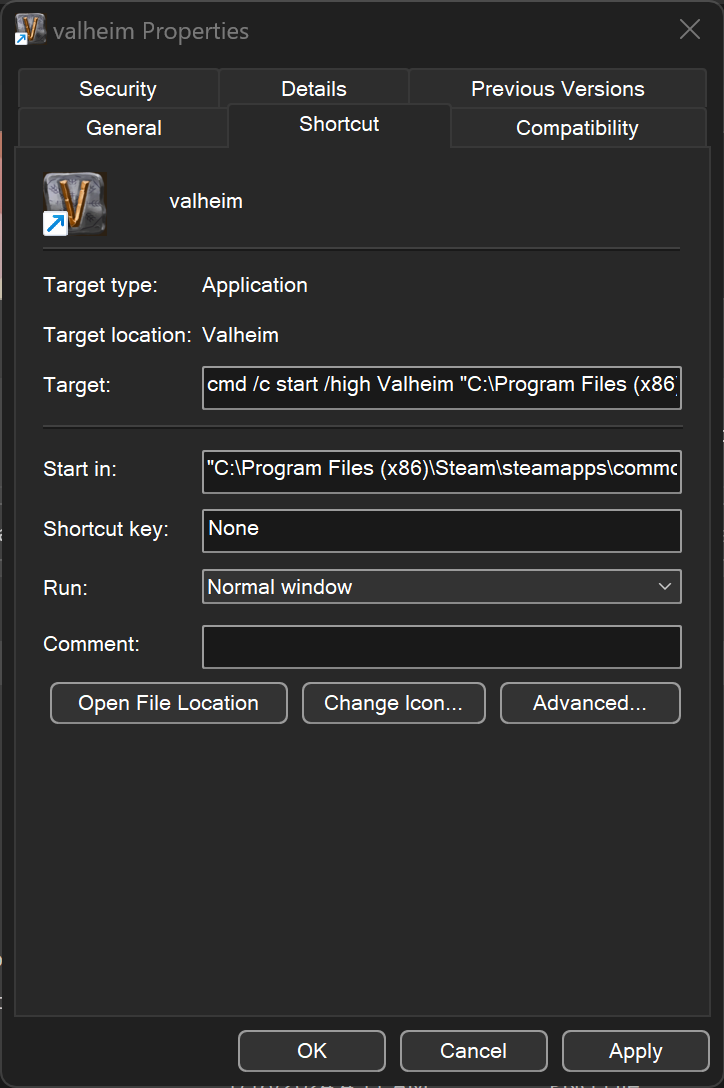 valheim Properties
Security Details Previous Versions
General Shortcut Compatibility
valheim
Target type: Application
Target location: Valheim
Target: cmd /c start /high Valheim "C:\Program Files (x86)
Start in: "C:\Program Files (x86)\Steam\steamapps\commo
Shortcut key: None
Run: Normal window
Comment:
Open File Location Change Icon... Advanced...
OK Cancel Apply